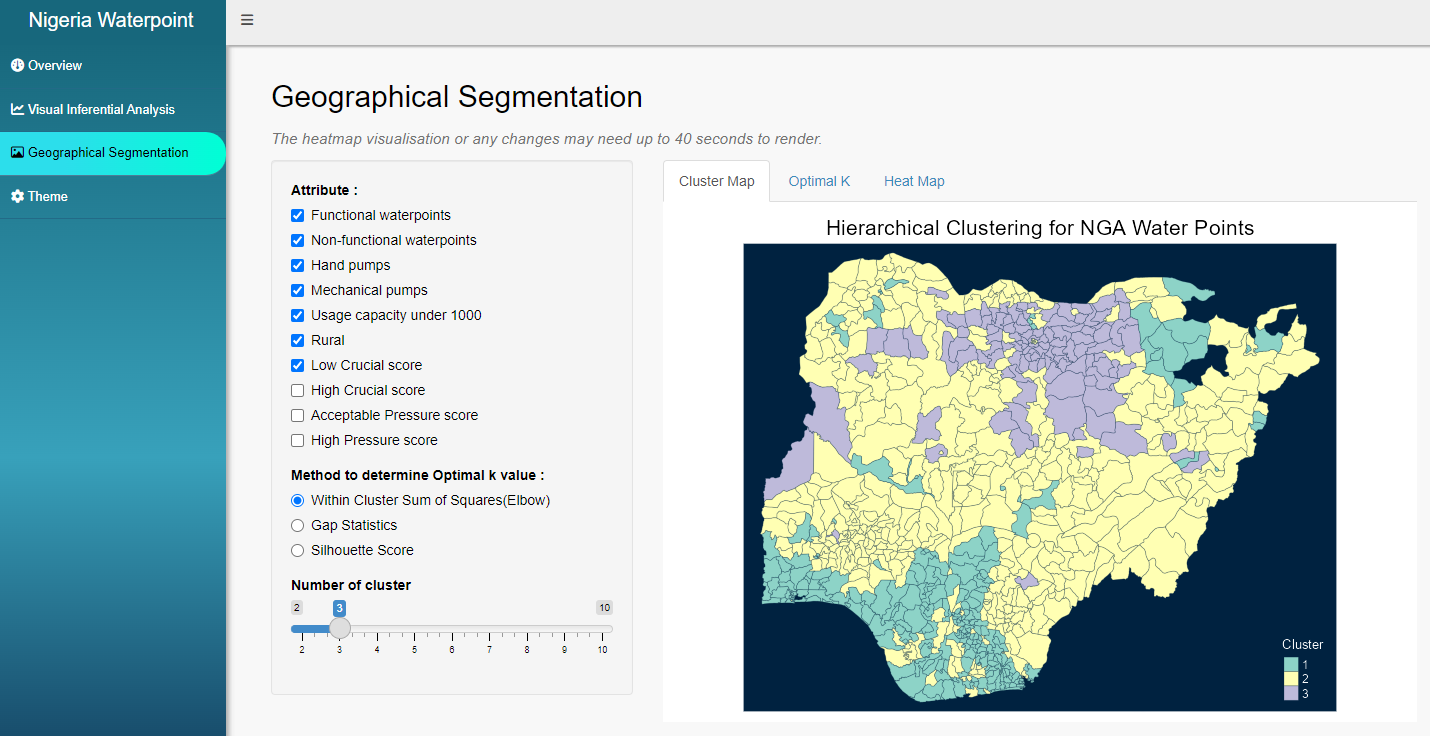 Nigeria Waterpoint
Overview
Visual Inferential Analysis
Geographical Segmentation
Theme
Geographical Segmentation
The heatmap visualisation or any changes may need up to 40 seconds to render.
Attribute :
Functional waterpoints
Non-functional waterpoints
Hand pumps
Mechanical pumps
Usage capacity under 1000
Rural
Low Crucial score
High Crucial score
Acceptable Pressure score
High Pressure score
Method to determine Optimal k value :
Within Cluster Sum of Squares(Elbow)
Gap Statistics
Silhouette Score
Number of cluster
2 3 10
2 3 4 5 6 7 8 9 10
Cluster Map Optimal K Heat Map
Hierarchical Clustering for NGA Water Points
Cluster
1
2
3